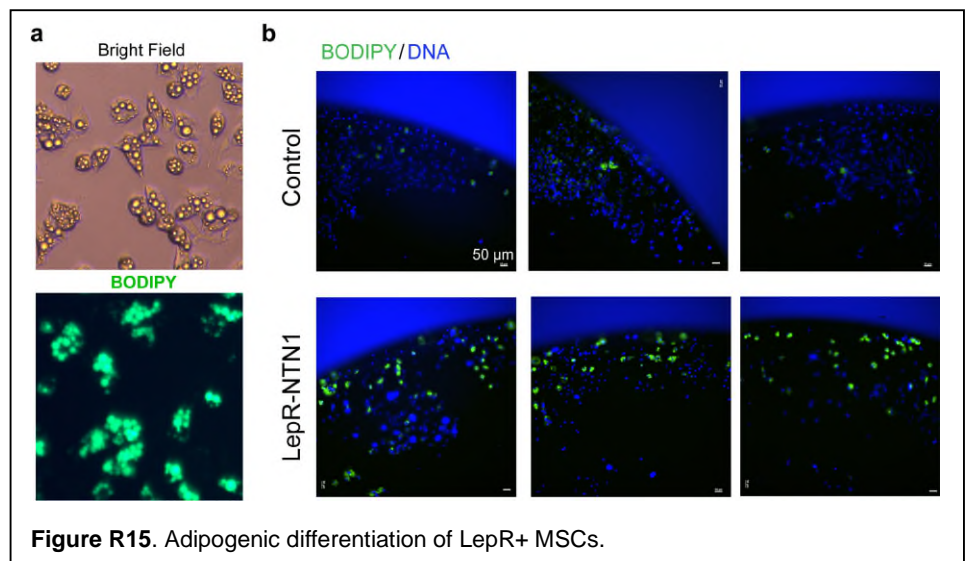 a
Bright Field
BODIPY
b
BODIPY/DNA
Control
50 µm
LepR-NTN1
Figure R15. Adipogenic differentiation of LepR+ MSCs.